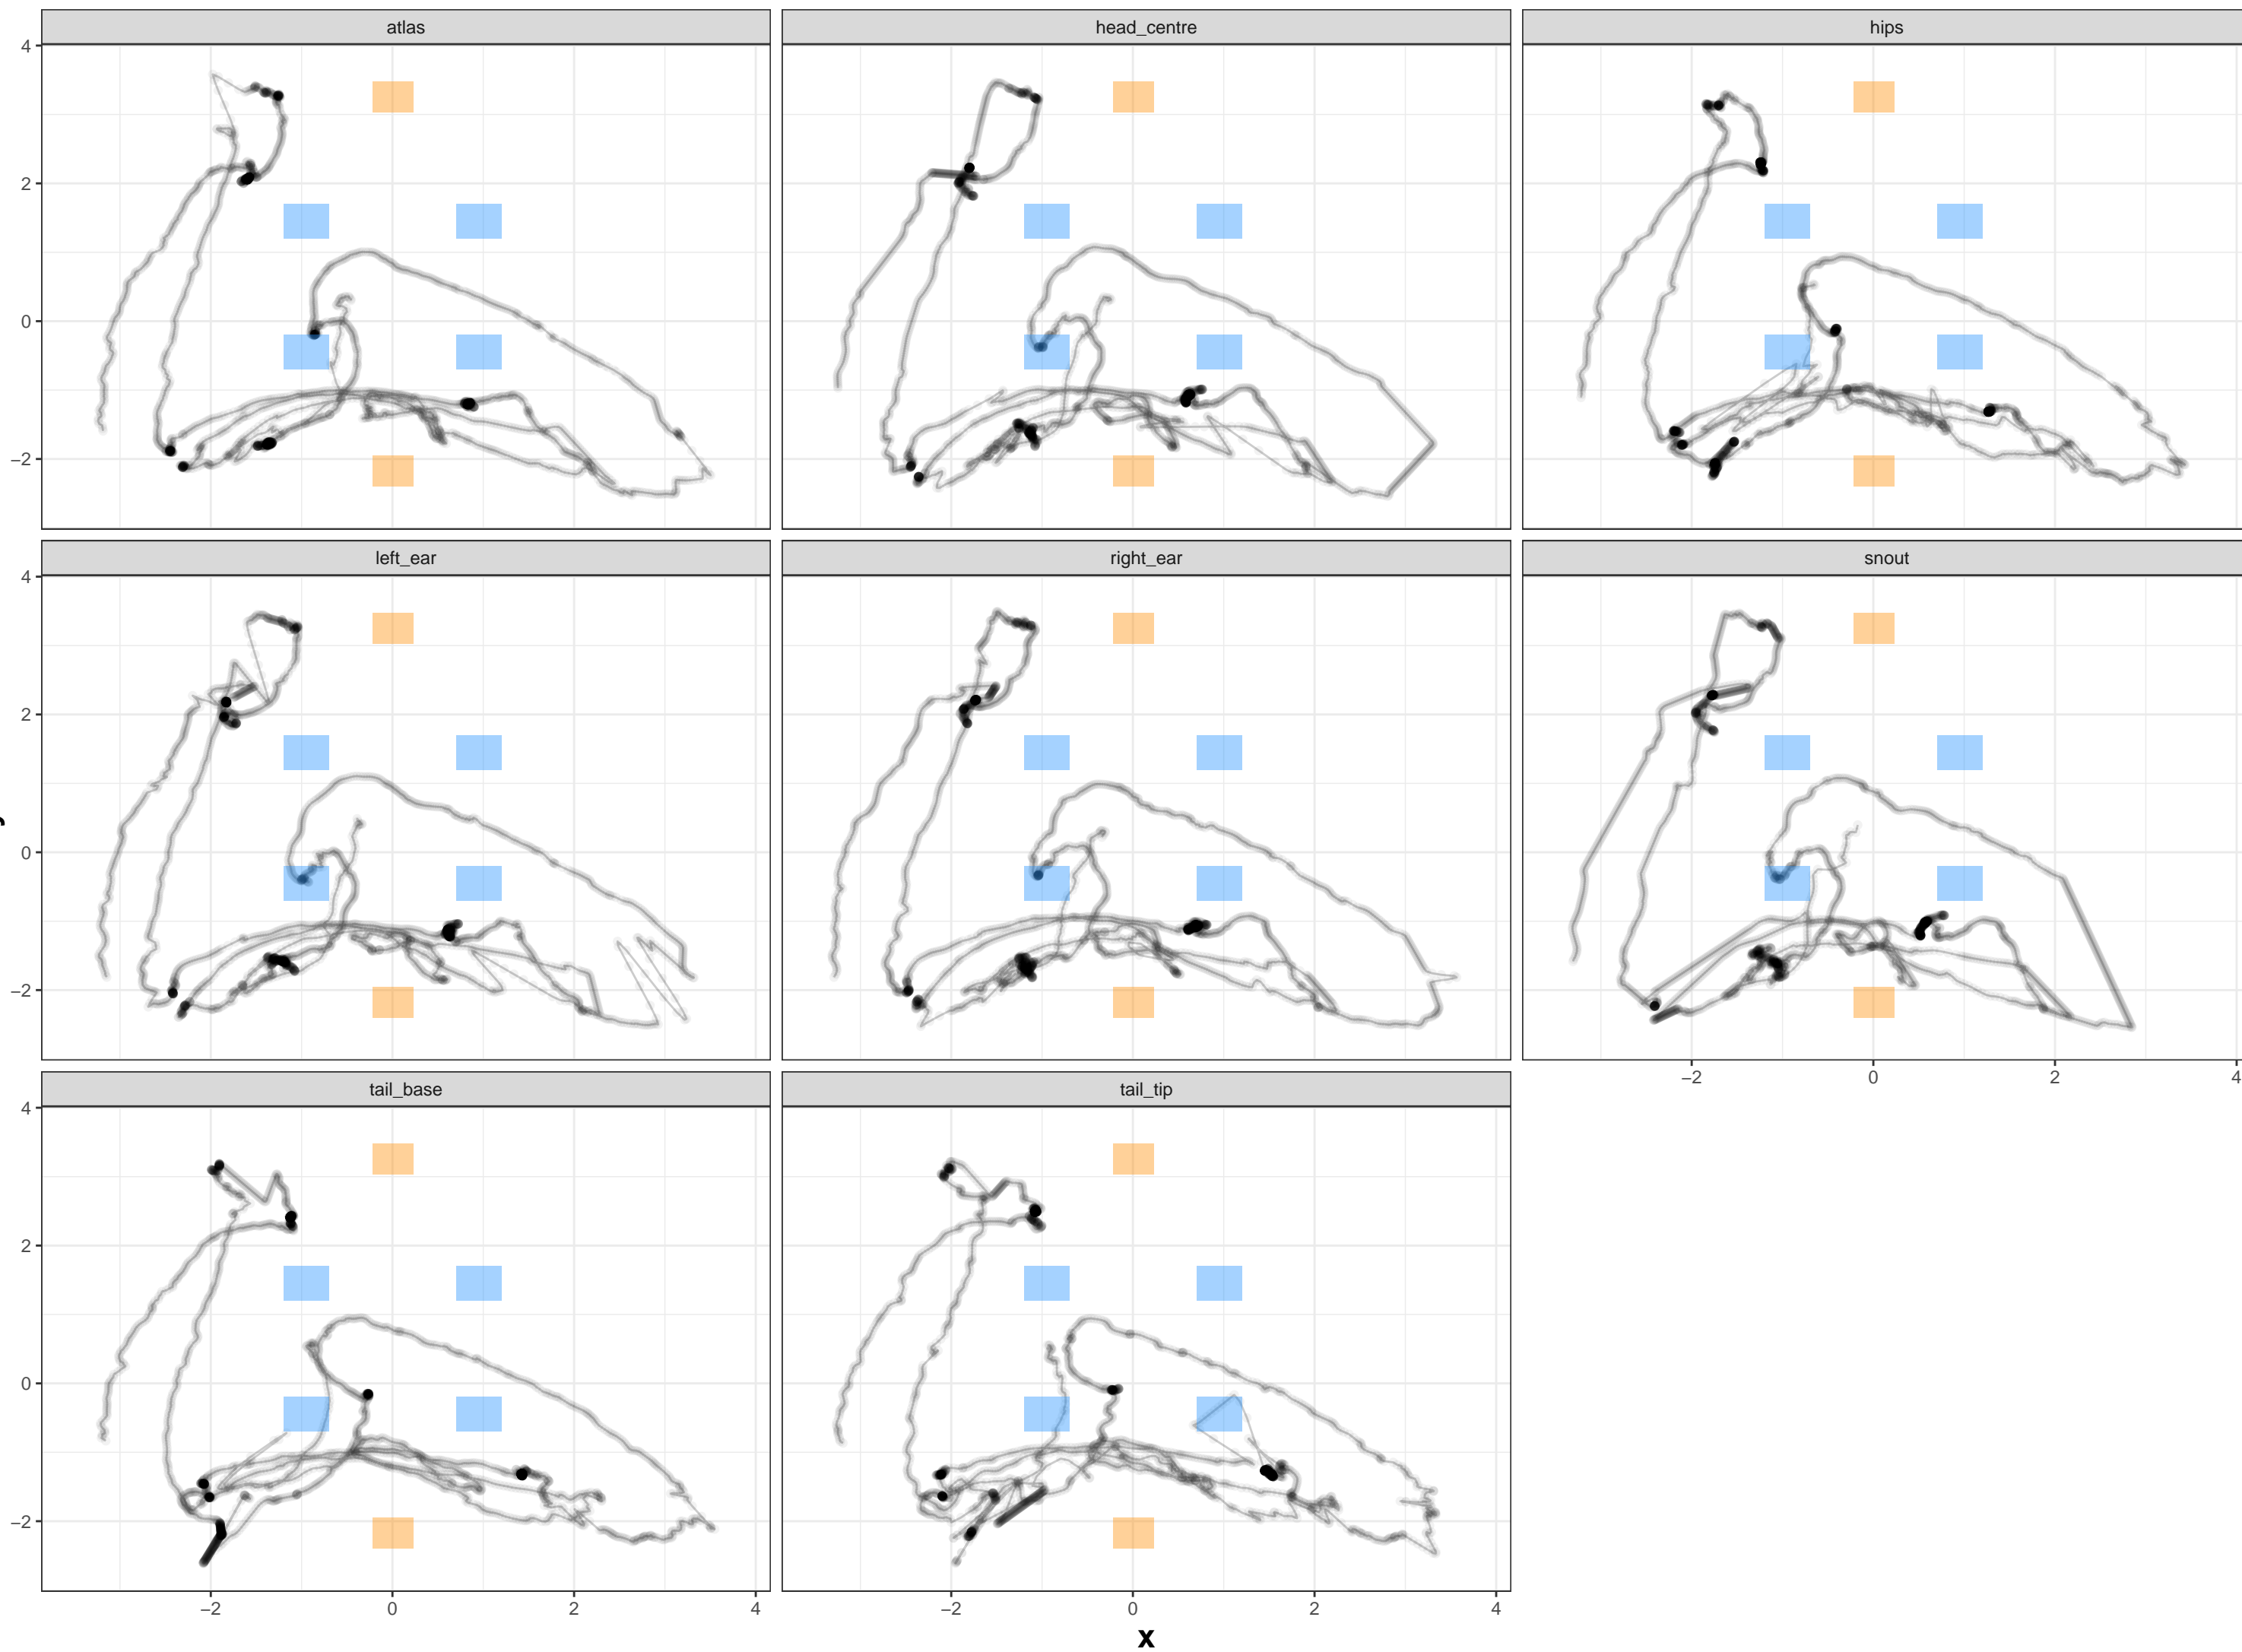 atlas head_centre hips
4
2
0
−2
left_ear right_ear snout
4
2
0
−2
−2 0 2 4
tail_base tail_tip
4
2
0
−2
−2 0 2 4 −2 0 2 4
x